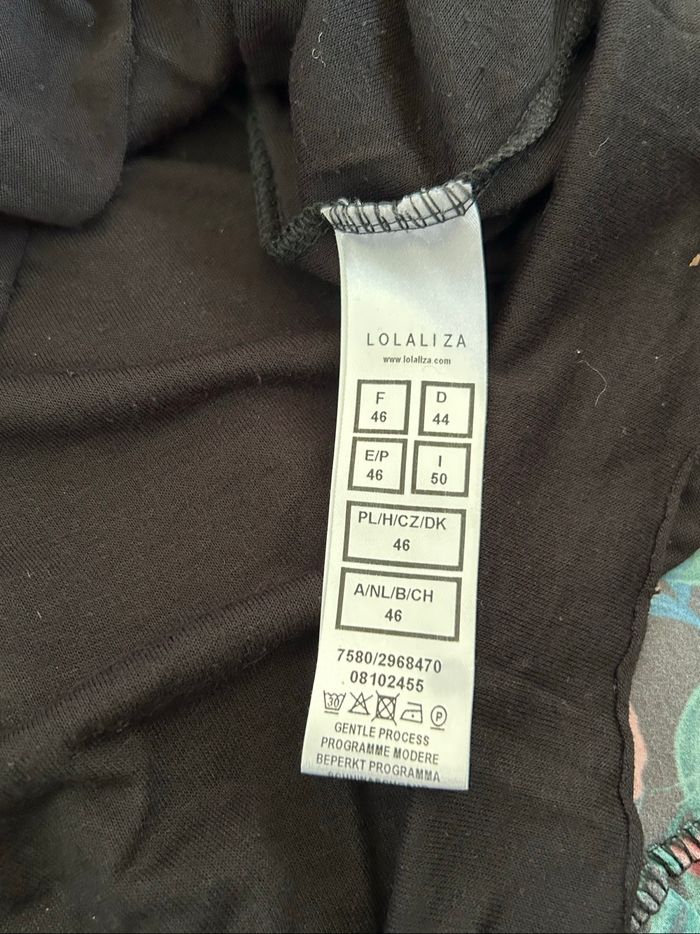 LOLALIZA
www.lolaliza.com
F D
46 44
E/P I
46 50
PL/H/CZ/DK
46
A/NL/B/CH
46
7580/2968470
08102455
30 P
GENTLE PROCESS
PROGRAMME MODERE
BEPERKT PROGRAMMA